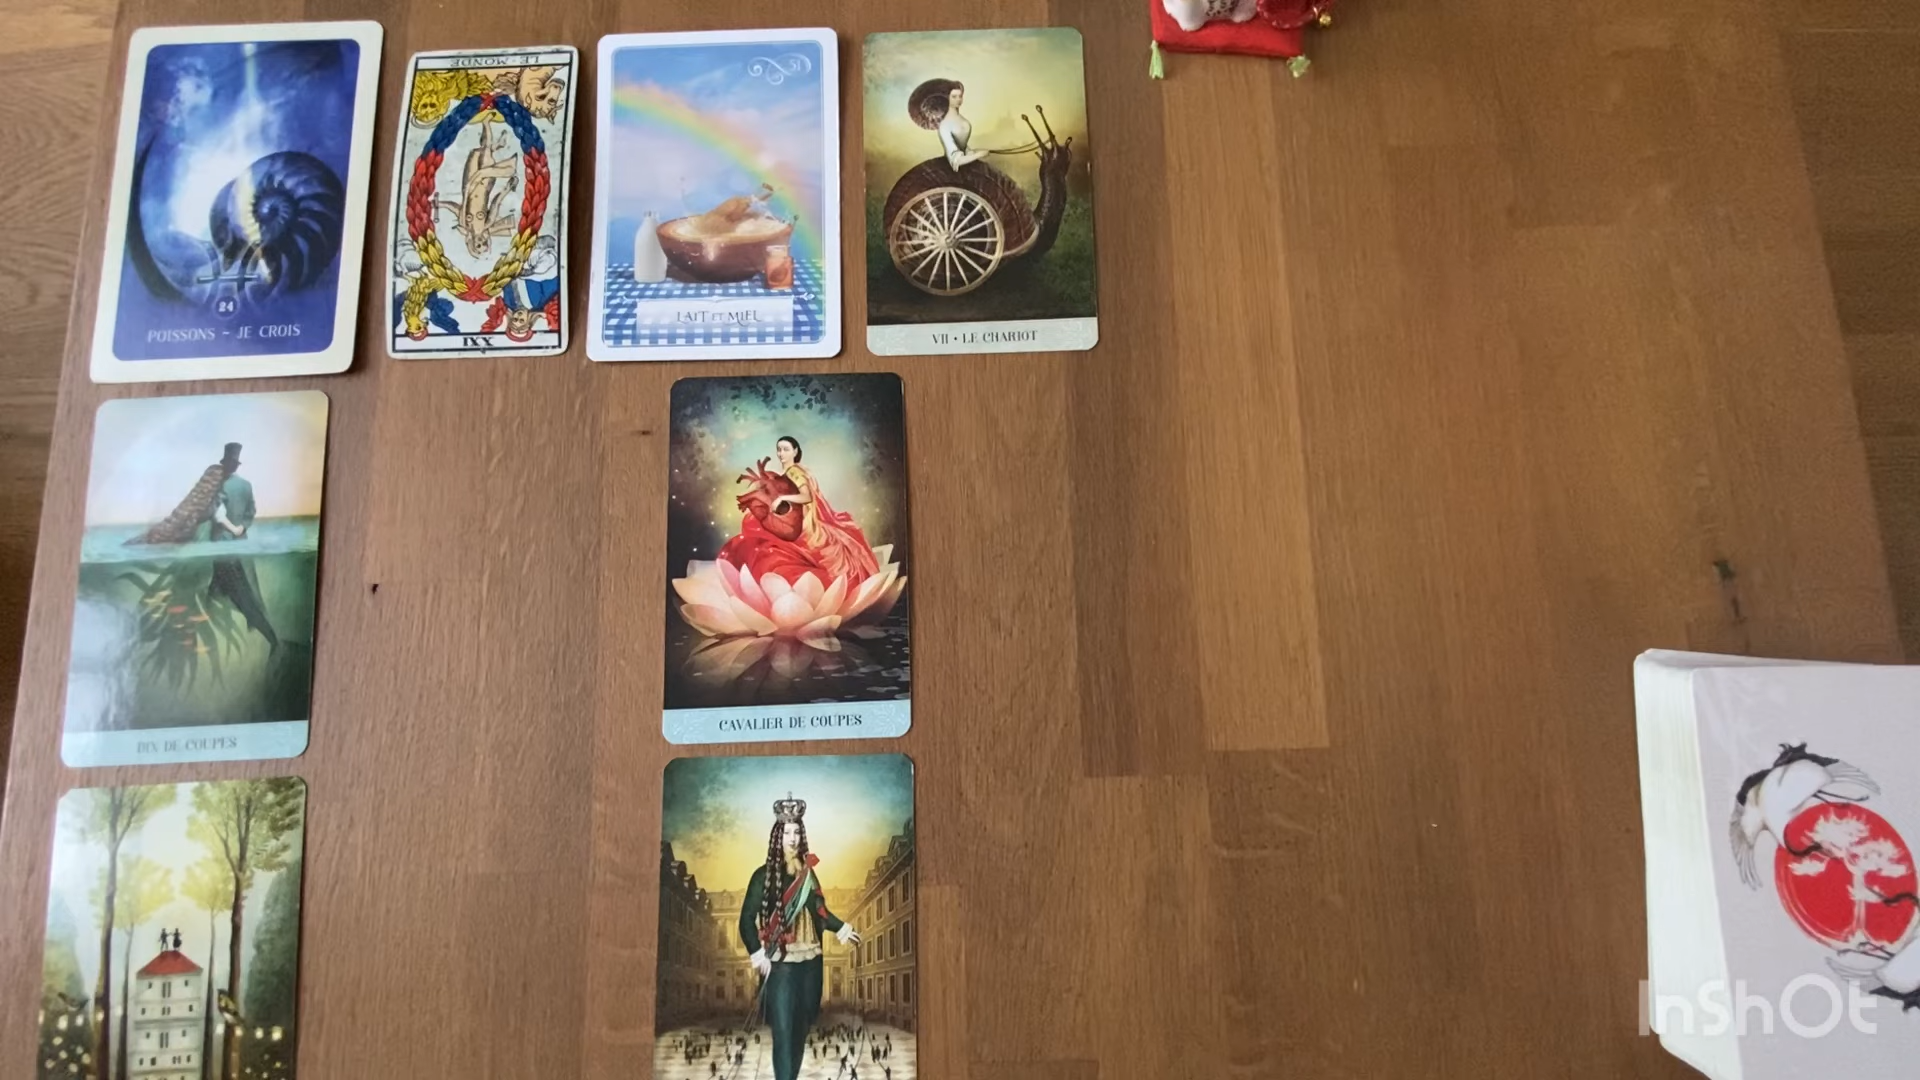 24
POISSONS - JE CROIS
LE·MONDE
XXI
51
LAIT ET MIEL
VII • LE CHARIOT
DIX DE COUPES
CAVALIER DE COUPES
InShOt